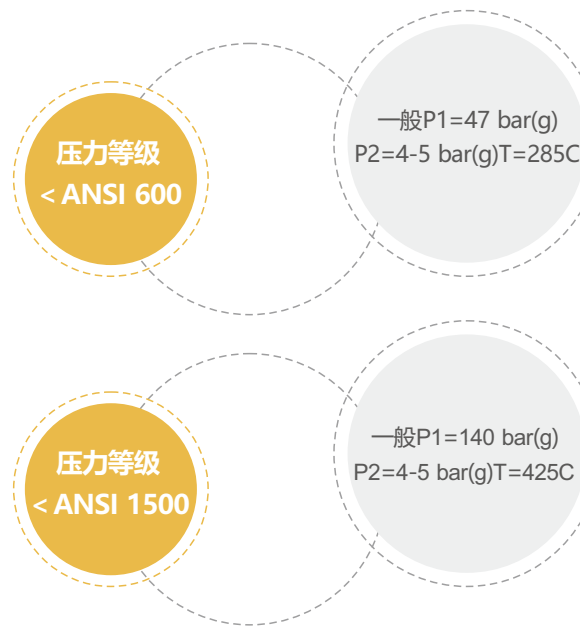 压力等级
< ANSI 600
一般P1=47 bar(g)
P2=4-5 bar(g)T=285C
压力等级
< ANSI 1500
一般P1=140 bar(g)
P2=4-5 bar(g)T=425C